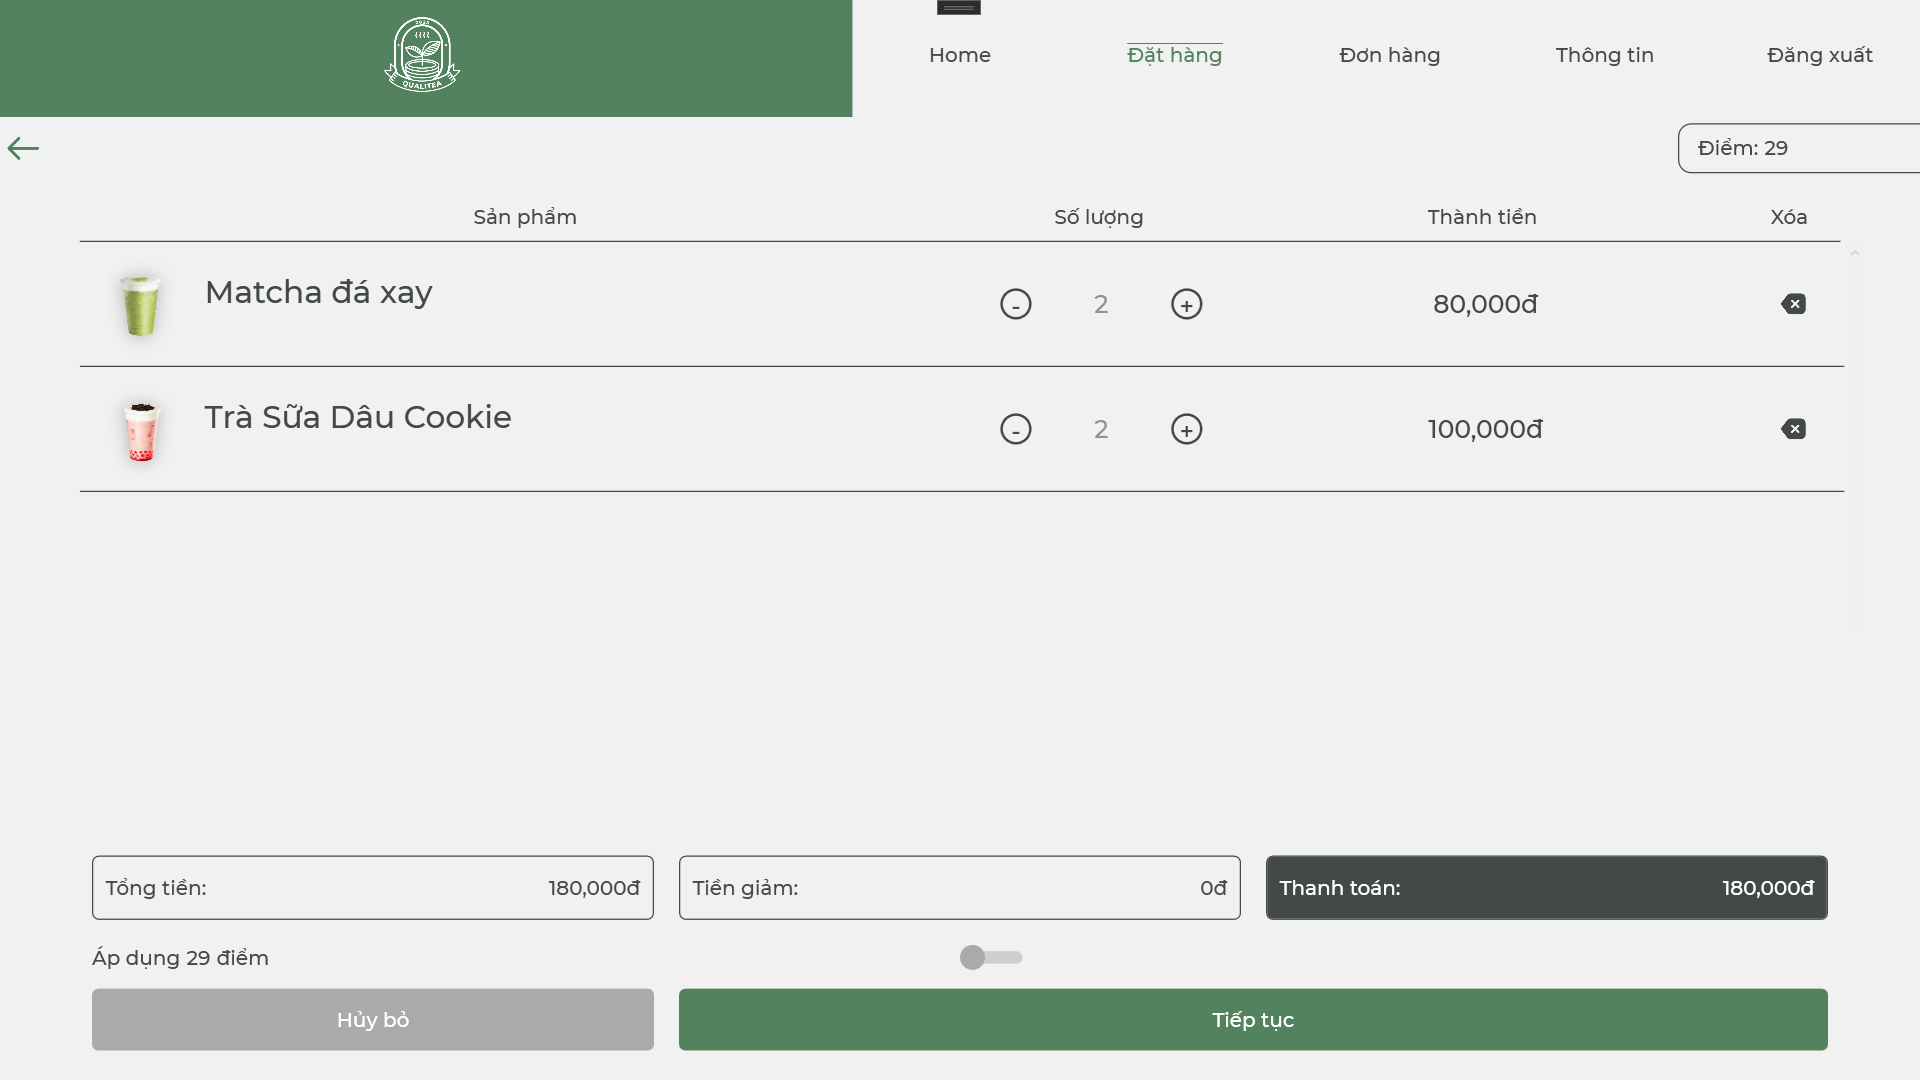 2024
QUALITEA
Home
Đặt hàng
Đơn hàng
Thông tin
Đăng xuất
Điểm: 29
Sản phẩm
Số lượng
Thành tiền
Xóa
Matcha đá xay
-
2
+
80,000đ
Trà Sữa Dâu Cookie
-
2
+
100,000đ
Tổng tiền:
180,000đ
Tiền giảm:
0đ
Thanh toán:
180,000đ
Áp dụng 29 điểm
Hủy bỏ
Tiếp tục